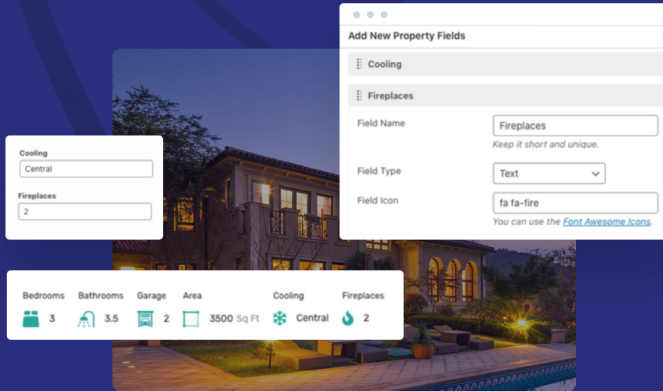 Add New Property Fields
Cooling
Fireplaces
Field Name
Fireplaces
Keep it short and unique.
Field Type
Text
Field Icon
fa fa-fire
You can use the Font Awesome Icons.
Cooling
Central
Fireplaces
2
Bedrooms Bathrooms Garage Area Cooling Fireplaces
3 3.5 2 3500 Sq Ft Central 2